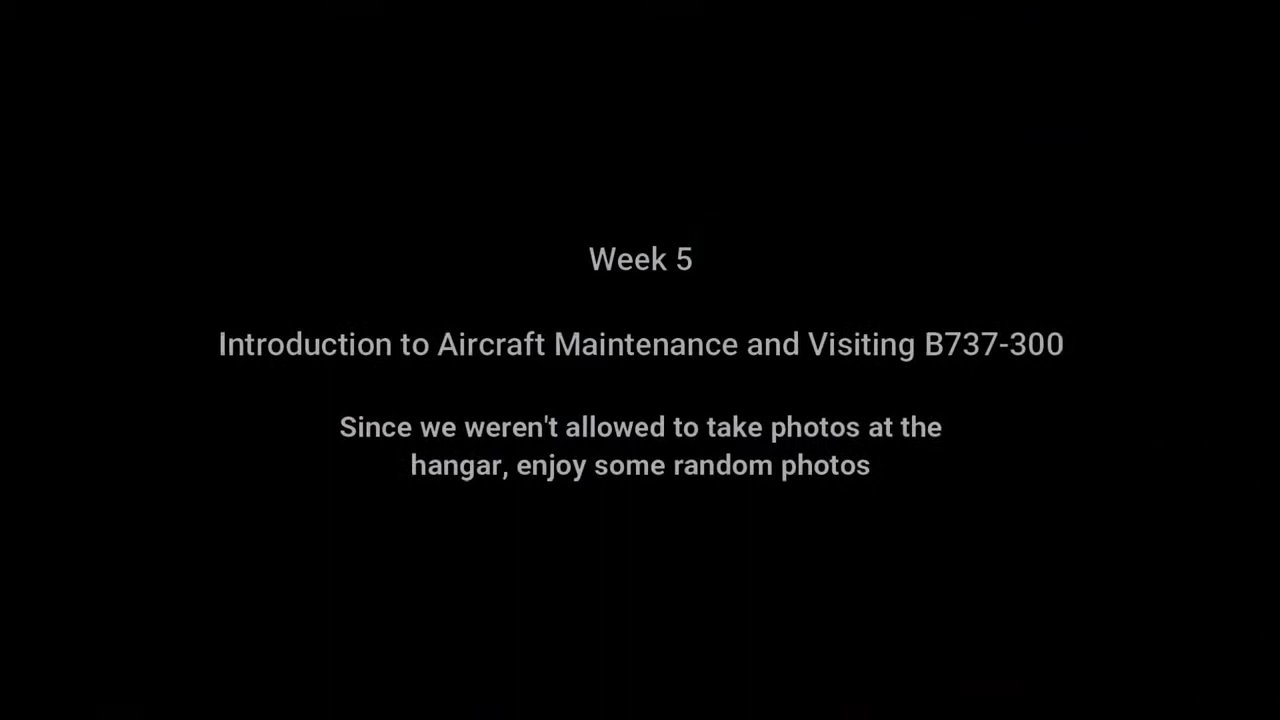 Week 5
Introduction to Aircraft Maintenance and Visiting B737-300
Since we weren't allowed to take photos at the
hangar, enjoy some random photos